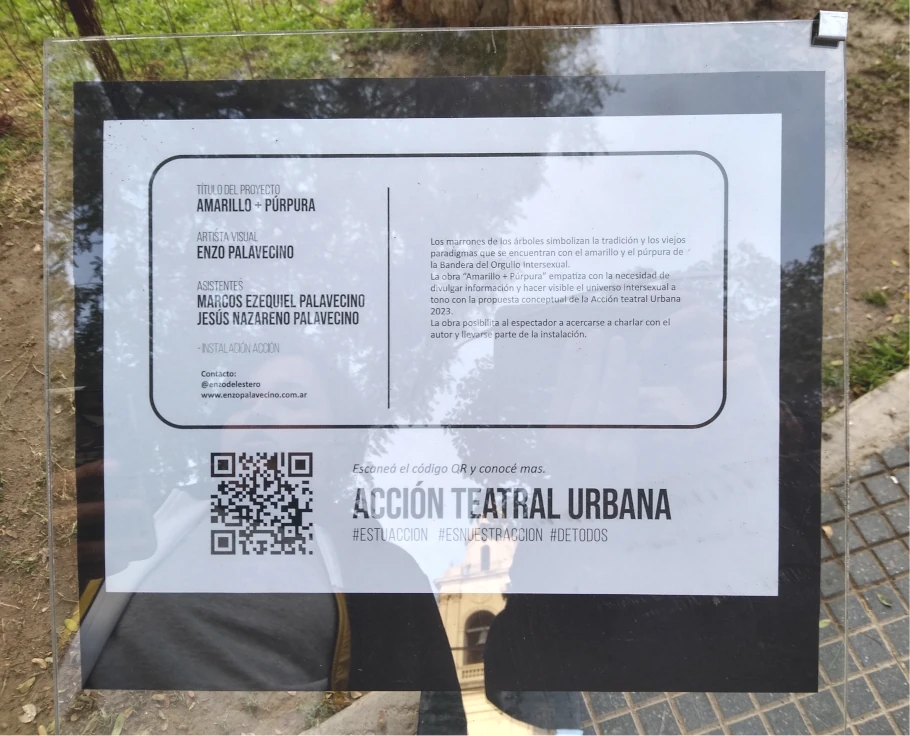 TÍTULO DEL PROYECTO
AMARILLO + PÚRPURA
ARTISTA VISUAL
ENZO PALAVECINO
ASISTENTES
MARCOS EZEQUIEL PALAVECINO
JESÚS NAZARENO PALAVECINO
-INSTALACIÓN ACCIÓN
Contacto:
@enzodelestero
www.enzopalavecino.com.ar
Los marrones de los árboles simbolizan la tradición y los viejos
paradigmas que se encuentran con el amarillo y el púrpura de
la Bandera del Orgullo Intersexual.
La obra "Amarillo + Púrpura" empatiza con la necesidad de
divulgar información y hacer visible el universo intersexual a
tono con la propuesta conceptual de la Acción teatral Urbana
2023.
La obra posibilita al espectador a acercarse a charlar con el
autor y llevarse parte de la instalación.
Escaneá el código QR y conocé mas.
ACCIÓN TEATRAL URBANA
#ESTUACCION #ESNUESTRACCION #DETODOS